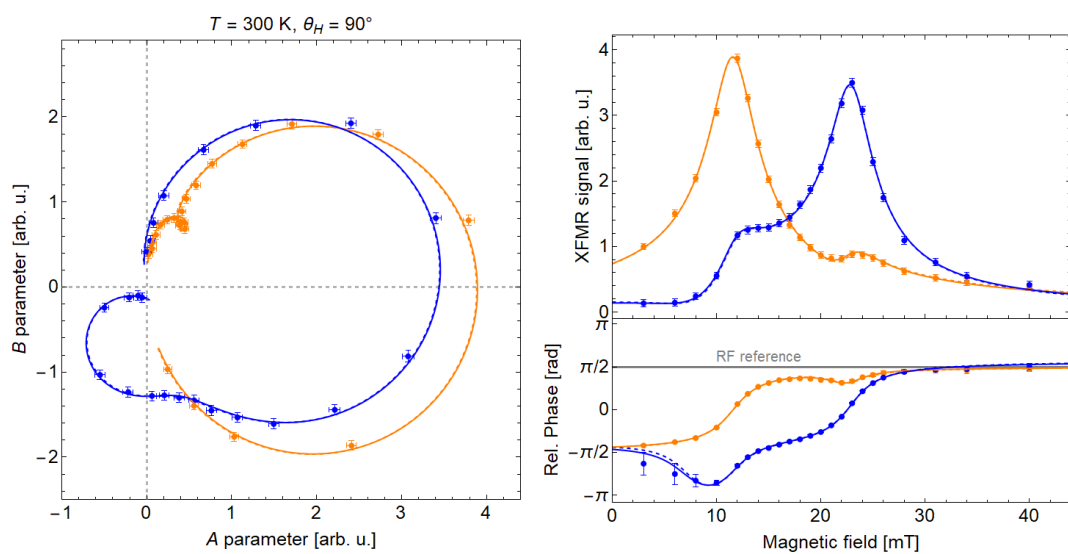 T = 300 K, θH = 90°
2
1
0
−1
−2
B parameter [arb. u.]
−1
0
1
2
3
4
A parameter [arb. u.]
4
3
2
1
0
XFMR signal [arb. u.]
π
π/2
0
−π/2
−π
Rel. Phase [rad]
RF reference
0
10
20
30
40
Magnetic field [mT]